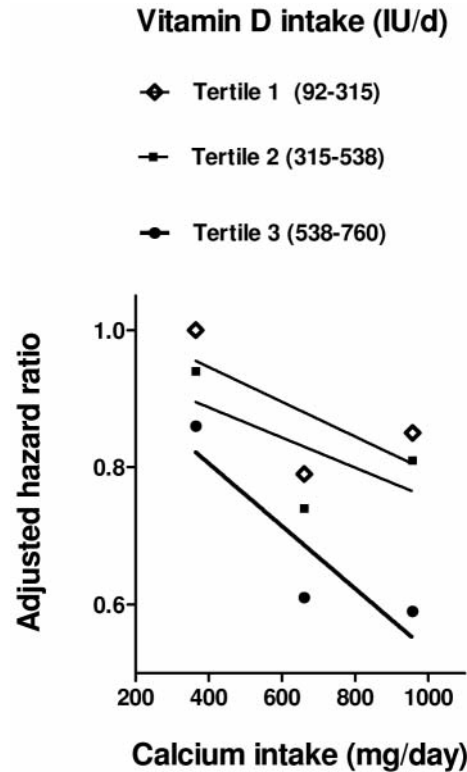 Vitamin D intake (IU/d)
Tertile 1 (92-315)
Tertile 2 (315-538)
Tertile 3 (538-760)
Adjusted hazard ratio
1.0
0.8
0.6
200 400 600 800 1000
Calcium intake (mg/day)